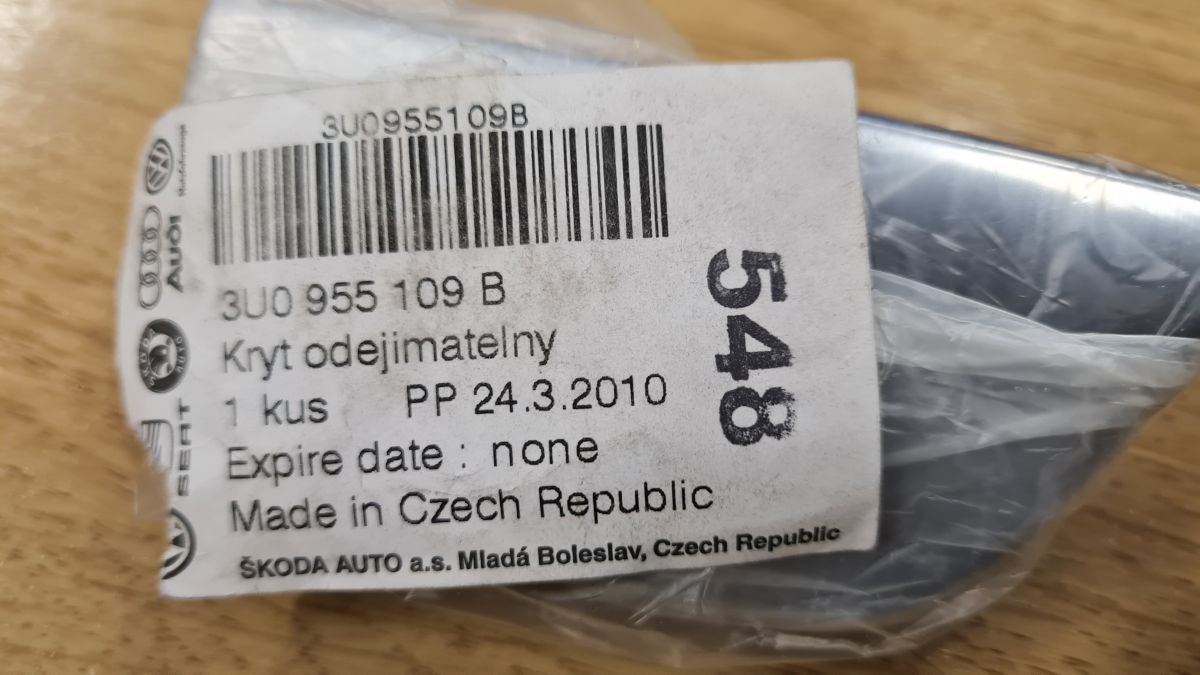 3U0955109B
3U0 955 109 B
Kryt odejimatelny
1 kus PP 24.3.2010
Expire date : none
Made in Czech Republic
ŠKODA AUTO a.s. Mladá Boleslav, Czech Republic
548
AUDI
SEAT